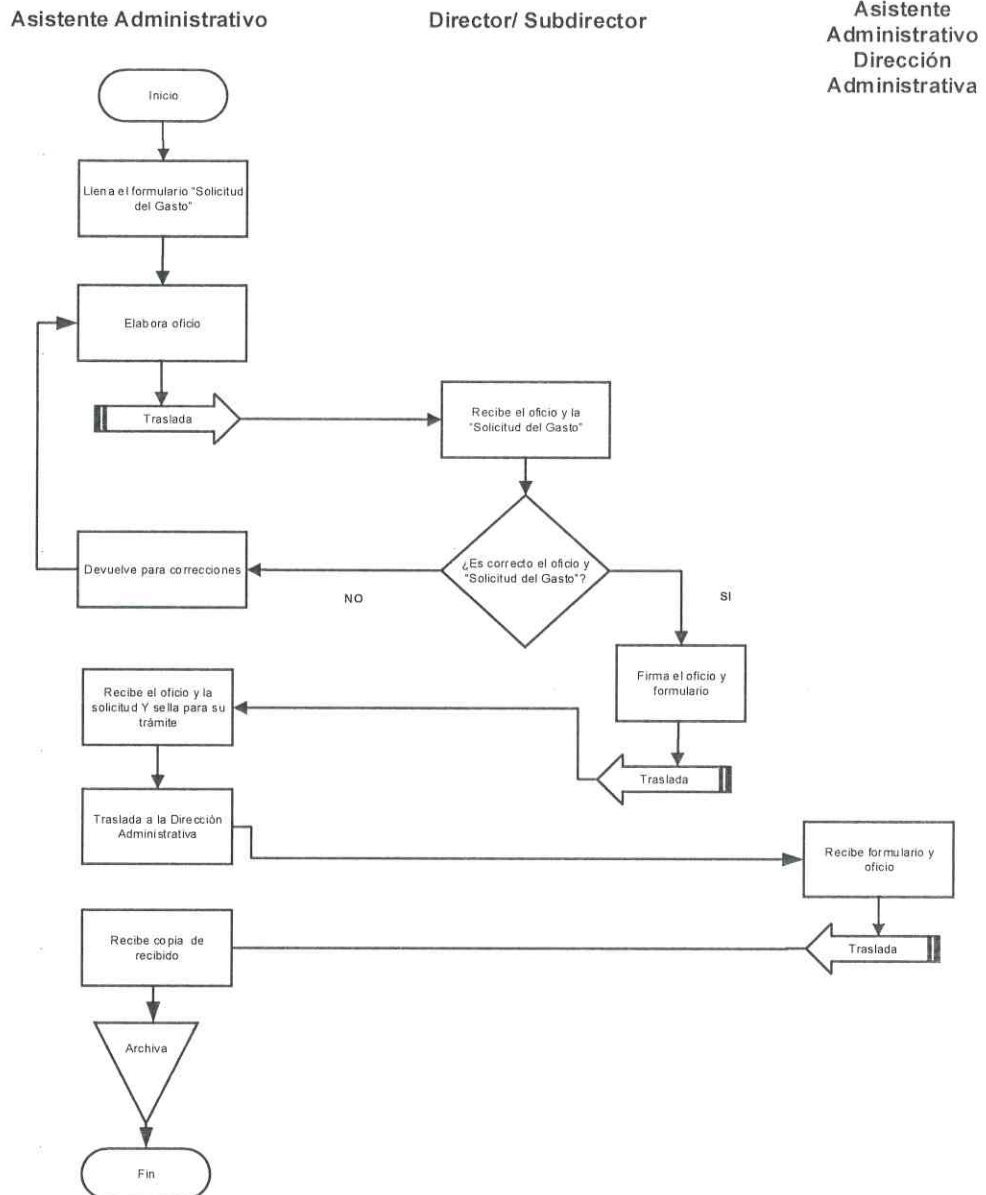 Asistente Administrativo
Director/ Subdirector
Asistente
Administrativo
Dirección
Administrativa
Inicio
Llena el formulario "Solicitud
del Gasto"
Elabora oficio
Traslada
Recibe el oficio y la
"Solicitud del Gasto"
¿Es correcto el oficio y
"Solicitud del Gasto"?
Devuelve para correcciones
NO
SI
Firma el oficio y
formulario
Recibe el oficio y la
solicitud Y sella para su
trámite
Traslada
Traslada a la Dirección
Administrativa
Recibe formulario y
oficio
Recibe copia de
recibido
Traslada
Archiva
Fin